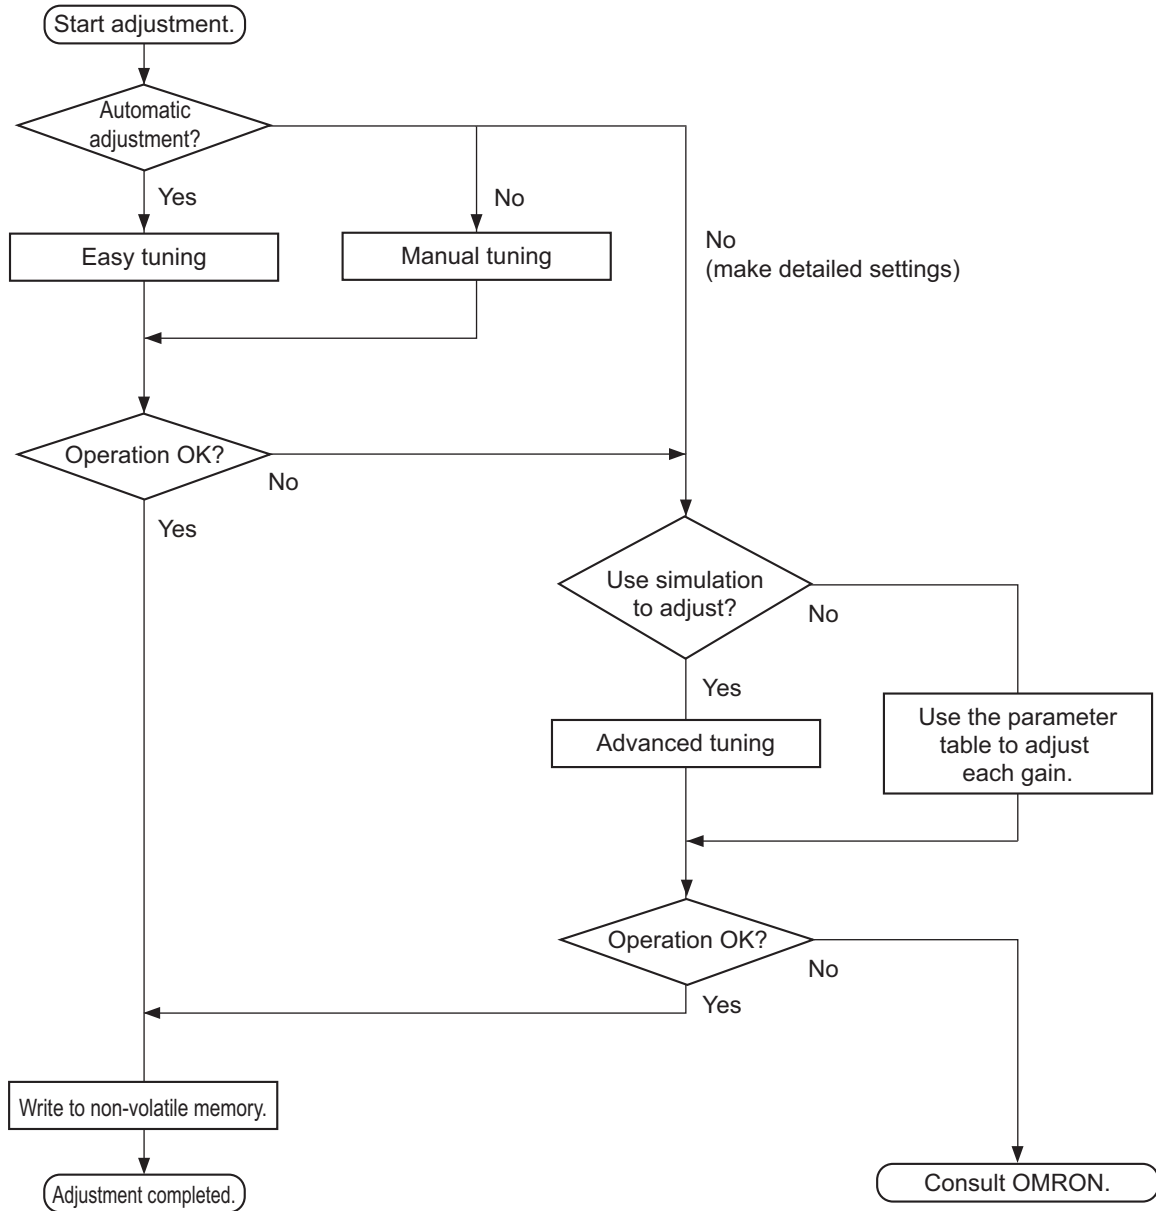 Start adjustment.
Automatic
adjustment?
Yes
No
Easy tuning
Manual tuning
No
(make detailed settings)
Operation OK?
No
Yes
Use simulation
to adjust?
No
Yes
Advanced tuning
Use the parameter
table to adjust
each gain.
Operation OK?
No
Yes
Write to non-volatile memory.
Adjustment completed.
Consult OMRON.